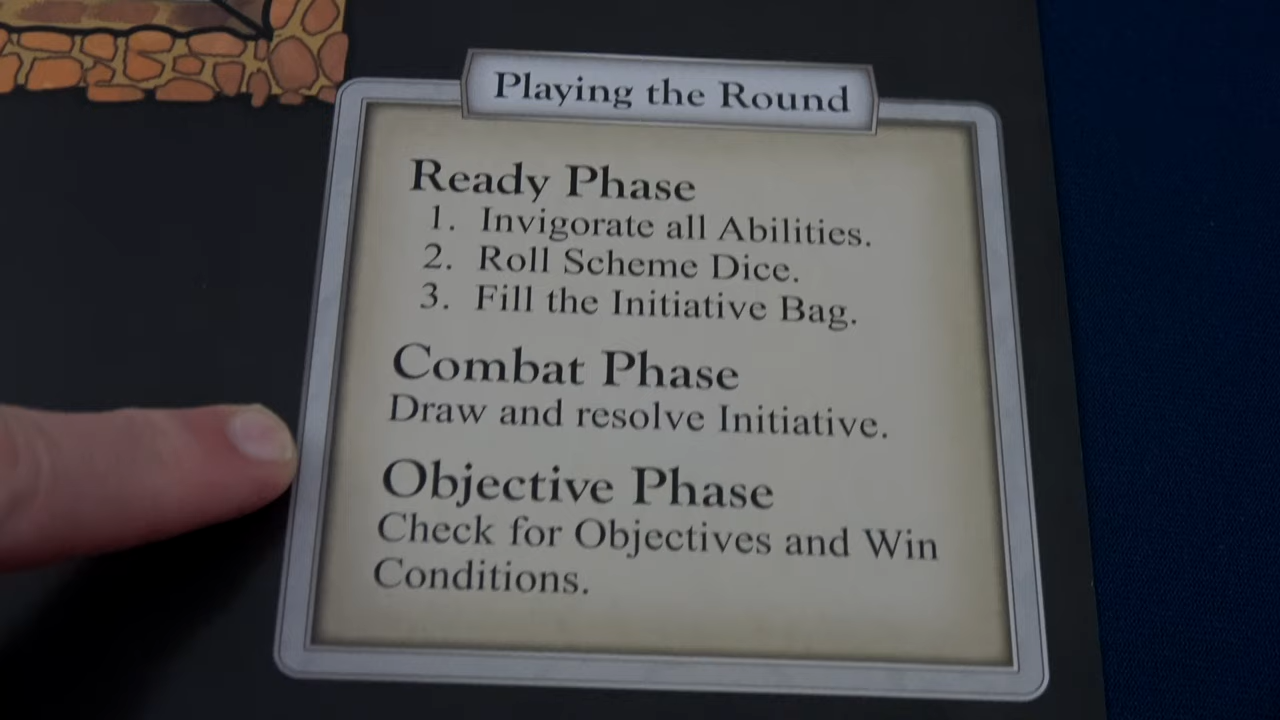 Playing the Round
Ready Phase
1. Invigorate all Abilities.
2. Roll Scheme Dice.
3. Fill the Initiative Bag.
Combat Phase
Draw and resolve Initiative.
Objective Phase
Check for Objectives and Win
Conditions.